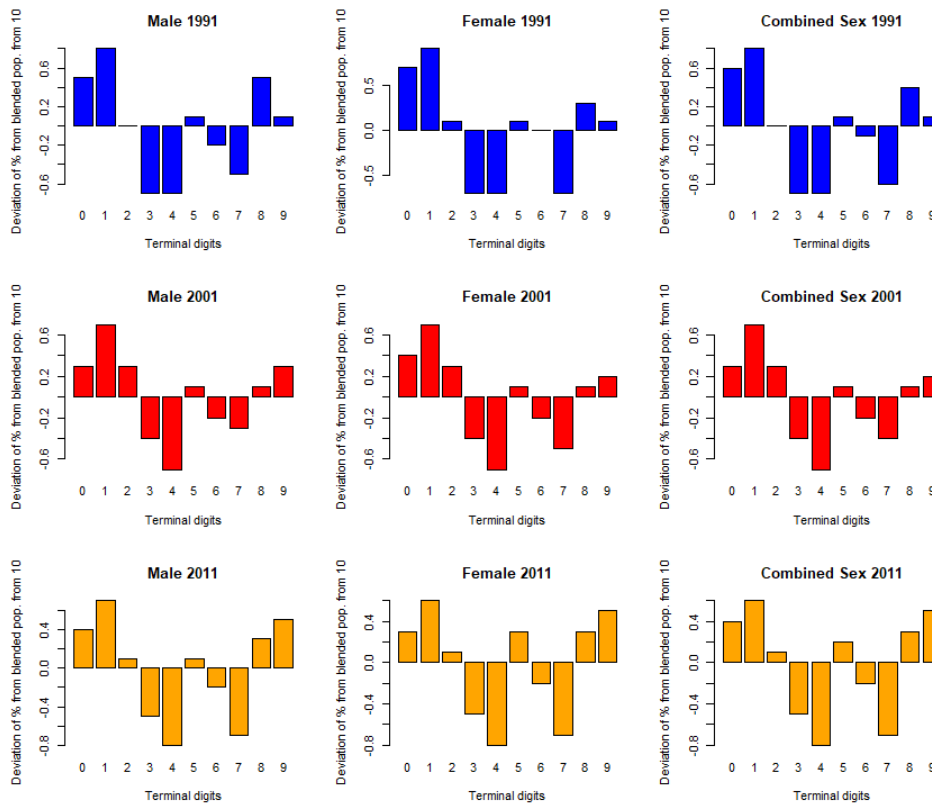 Male 1991
Female 1991
Combined Sex 1991
Deviation of % from blended pop. from 10
-0.6
-0.2
0.2
0.6
0 1 2 3 4 5 6 7 8 9
Terminal digits
Deviation of % from blended pop. from 10
-0.5
0.0
0.5
0 1 2 3 4 5 6 7 8 9
Terminal digits
Deviation of % from blended pop. from 10
-0.6
-0.2
0.2
0.6
0 1 2 3 4 5 6 7 8 9
Terminal digits
Male 2001
Female 2001
Combined Sex 2001
Deviation of % from blended pop. from 10
-0.6
-0.2
0.2
0.6
0 1 2 3 4 5 6 7 8 9
Terminal digits
Deviation of % from blended pop. from 10
-0.6
-0.2
0.2
0.6
0 1 2 3 4 5 6 7 8 9
Terminal digits
Deviation of % from blended pop. from 10
-0.6
-0.2
0.2
0.6
0 1 2 3 4 5 6 7 8 9
Terminal digits
Male 2011
Female 2011
Combined Sex 2011
Deviation of % from blended pop. from 10
-0.8
-0.4
0.0
0.4
0 1 2 3 4 5 6 7 8 9
Terminal digits
Deviation of % from blended pop. from 10
-0.8
-0.4
0.0
0.4
0 1 2 3 4 5 6 7 8 9
Terminal digits
Deviation of % from blended pop. from 10
-0.8
-0.4
0.0
0.4
0 1 2 3 4 5 6 7 8 9
Terminal digits